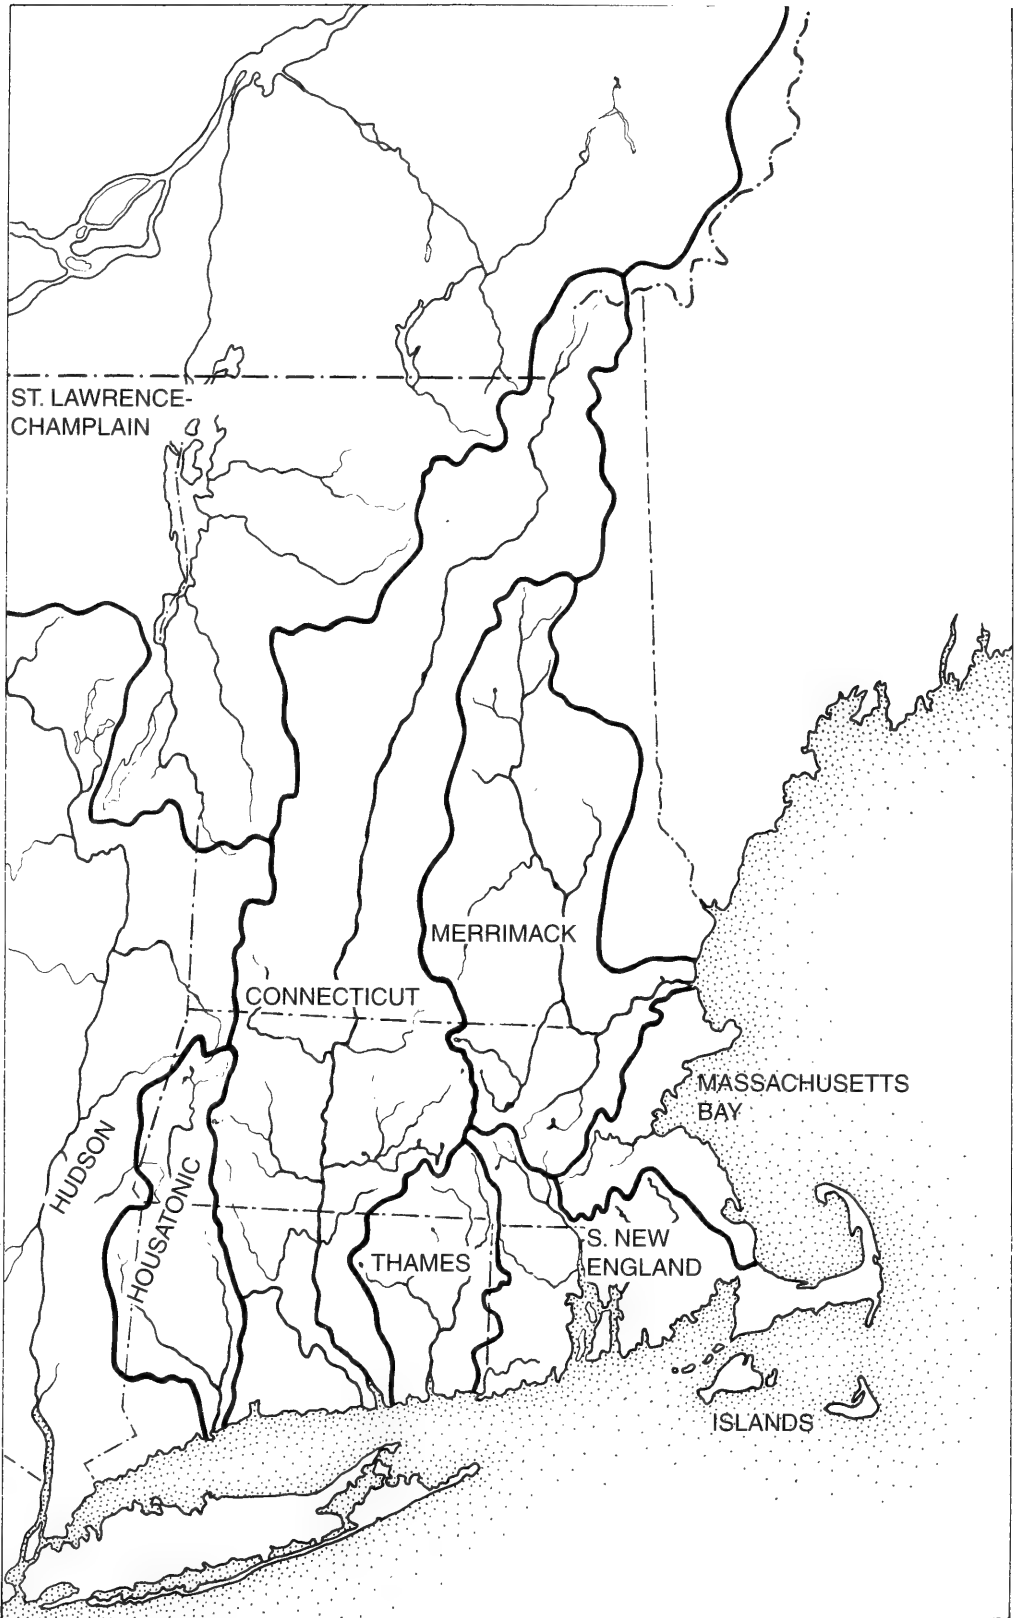 ST. LAWRENCE-
CHAMPLAIN
MERRIMACK
CONNECTICUT
MASSACHUSETTS
BAY
HUDSON
HOUSATONIC
THAMES
S. NEW
ENGLAND
ISLANDS